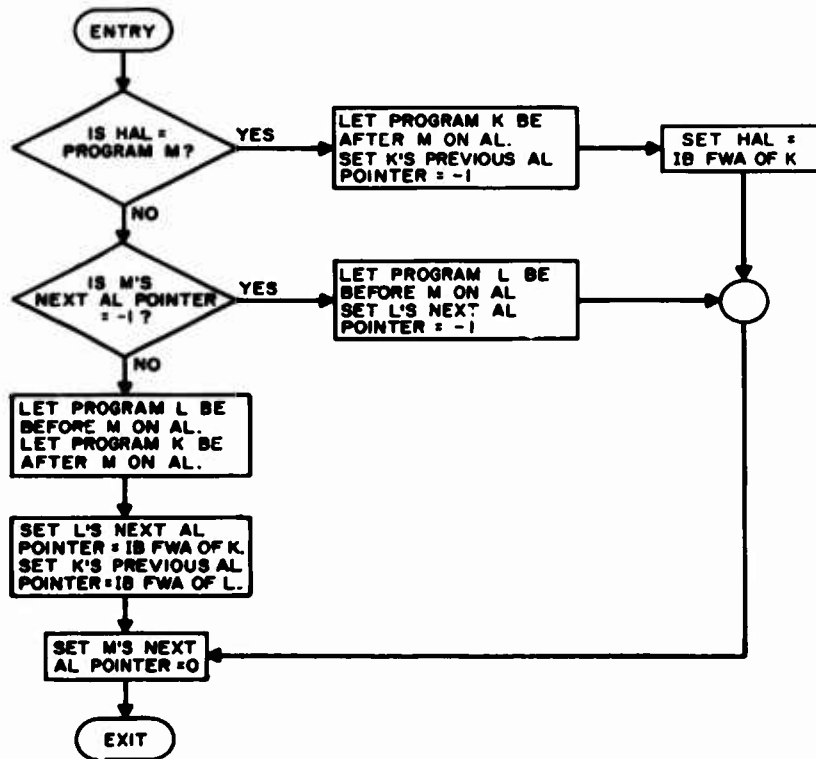 ENTRY
IS HAL =
PROGRAM M?
YES
LET PROGRAM K BE
AFTER M ON AL.
SET K'S PREVIOUS AL
POINTER = -1
SET HAL =
IB FWA OF K
NO
IS M'S
NEXT AL POINTER
= -1 ?
YES
LET PROGRAM L BE
BEFORE M ON AL
SET L'S NEXT AL
POINTER = -1
NO
LET PROGRAM L BE
BEFORE M ON AL.
LET PROGRAM K BE
AFTER M ON AL.
SET L'S NEXT AL
POINTER = IB FWA OF K.
SET K'S PREVIOUS AL
POINTER = IB FWA OF L.
SET M'S NEXT
AL POINTER =0
EXIT